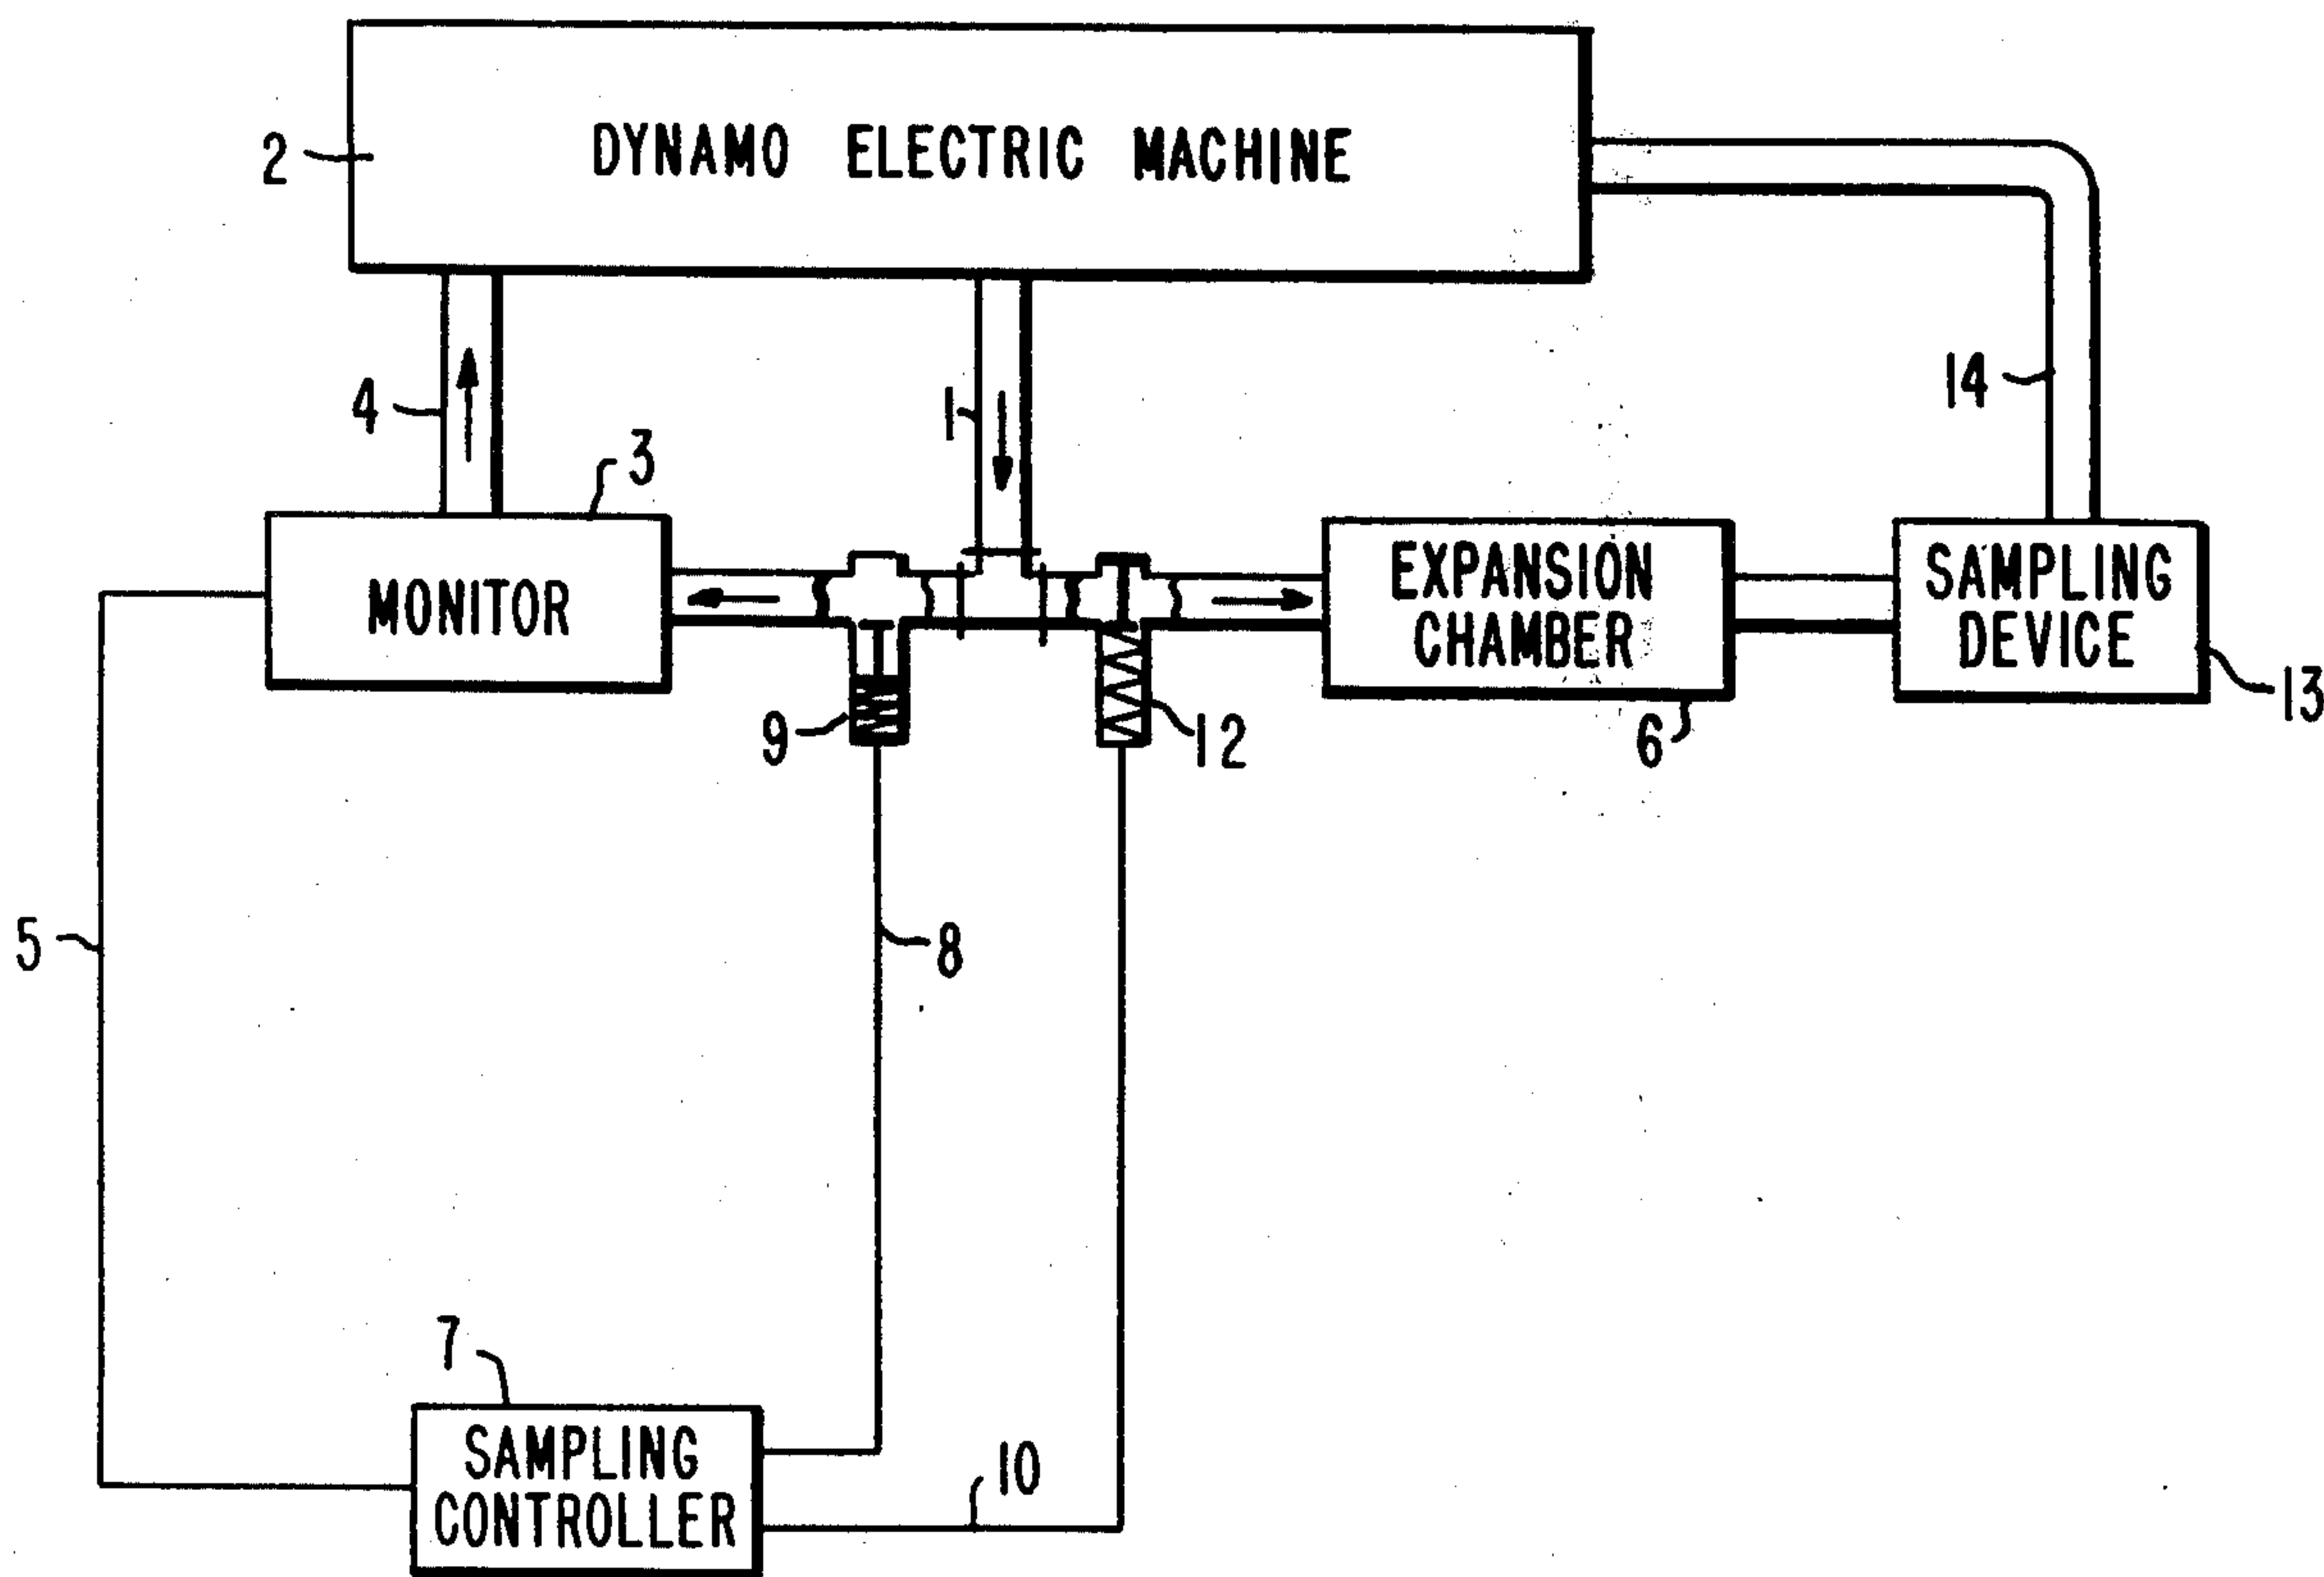 DYNAMO ELECTRIC MACHINE
2
4
1
14
3
MONITOR
EXPANSION
CHAMBER
SAMPLING
DEVICE
9
12
6
13
5
8
7
SAMPLING
CONTROLLER
10